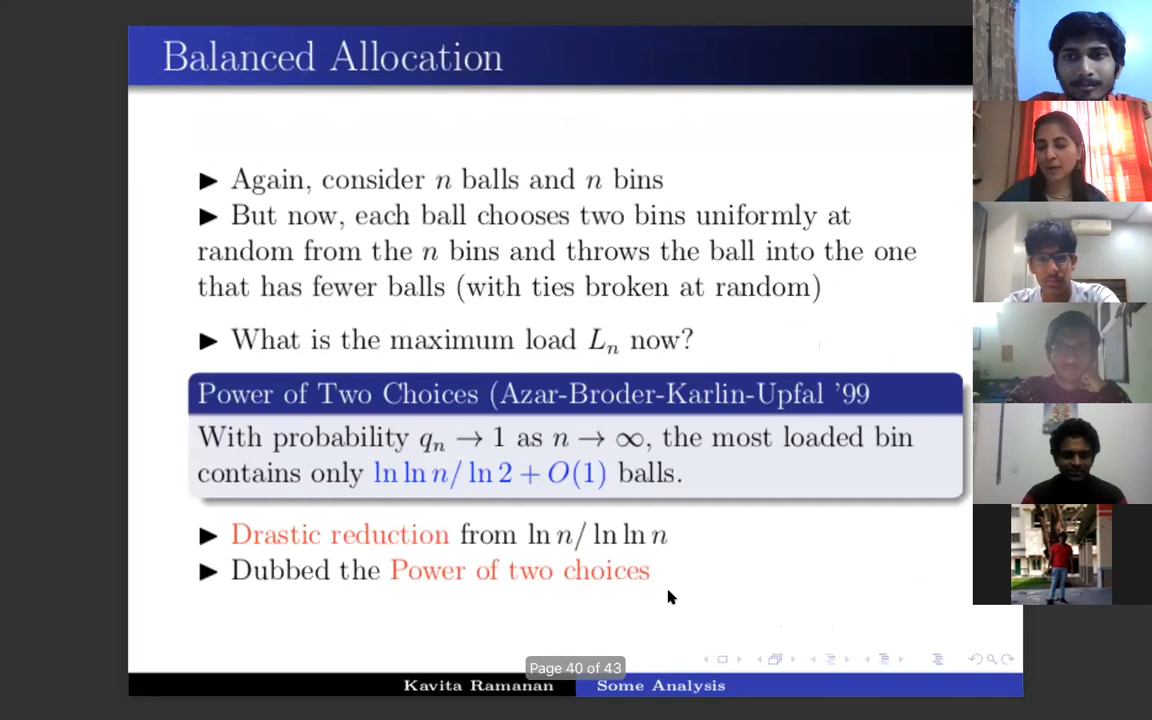 Balanced Allocation
▶ Again, consider n balls and n bins
▶ But now, each ball chooses two bins uniformly at
random from the n bins and throws the ball into the one
that has fewer balls (with ties broken at random)
▶ What is the maximum load Lₙ now?
Power of Two Choices (Azar-Broder-Karlin-Upfal '99
With probability qₙ → 1 as n → ∞, the most loaded bin
contains only ln ln n/ ln 2 + O(1) balls.
▶ Drastic reduction from ln n/ ln ln n
▶ Dubbed the Power of two choices
Page 40 of 43
Kavita Ramanan Some Analysis